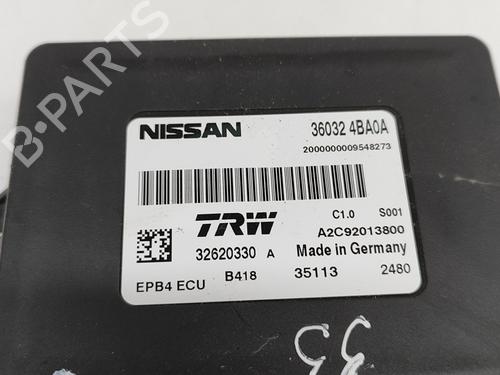 NISSAN 36032 4BA0A
2000000009548273
TRW C1.0 S001
A2C92013800
32620330 A Made in Germany
EPB4 ECU B418 35113 2480
33
B-PARTS